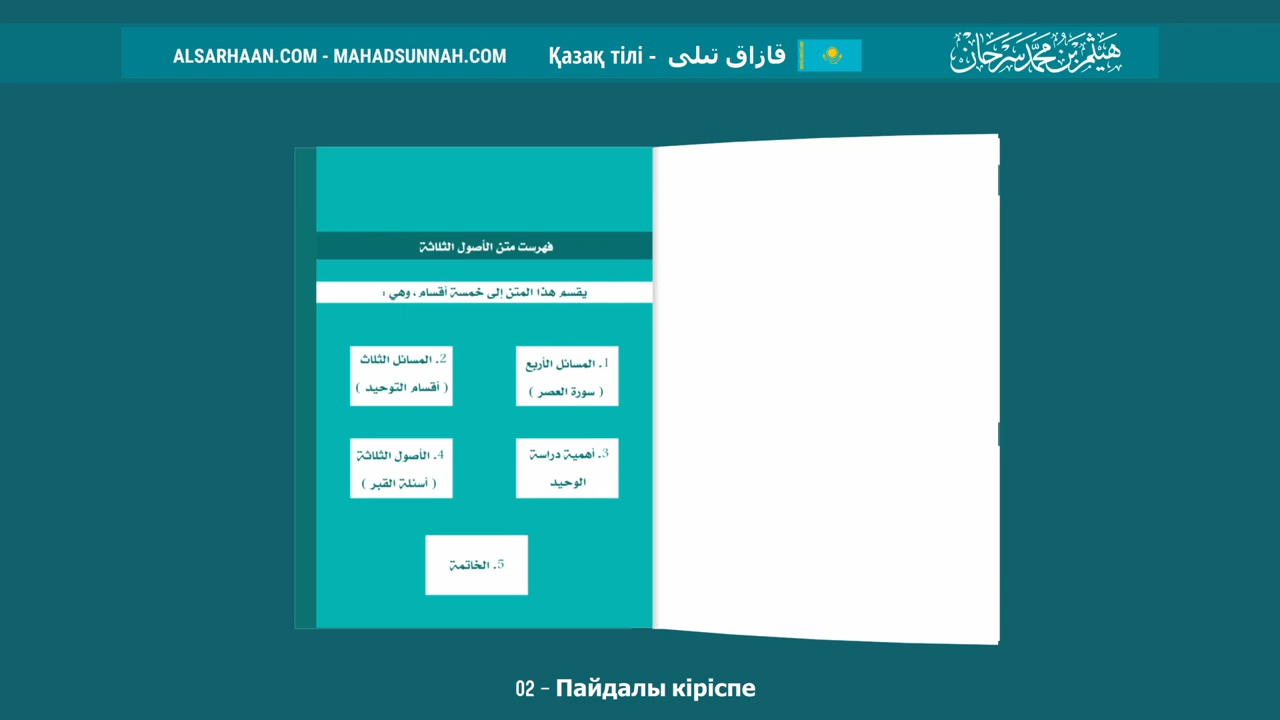 ALSARHAAN.COM - MAHADSUNNAH.COM
Қазақ тілі - قازاق تىلى
هيثم بن محمد سرحان
فهرست متن الأصول الثلاثة
يقسم هذا المتن إلى خمسة أقسام، وهي :
1. المسائل الأربع
( سورة العصر )
2. المسائل الثلاث
( أقسام التوحيد )
3. أهمية دراسة
الوحيد
4. الأصول الثلاثة
( أسئلة القبر )
5. الخاتمة
02 - Пайдалы кіріспе